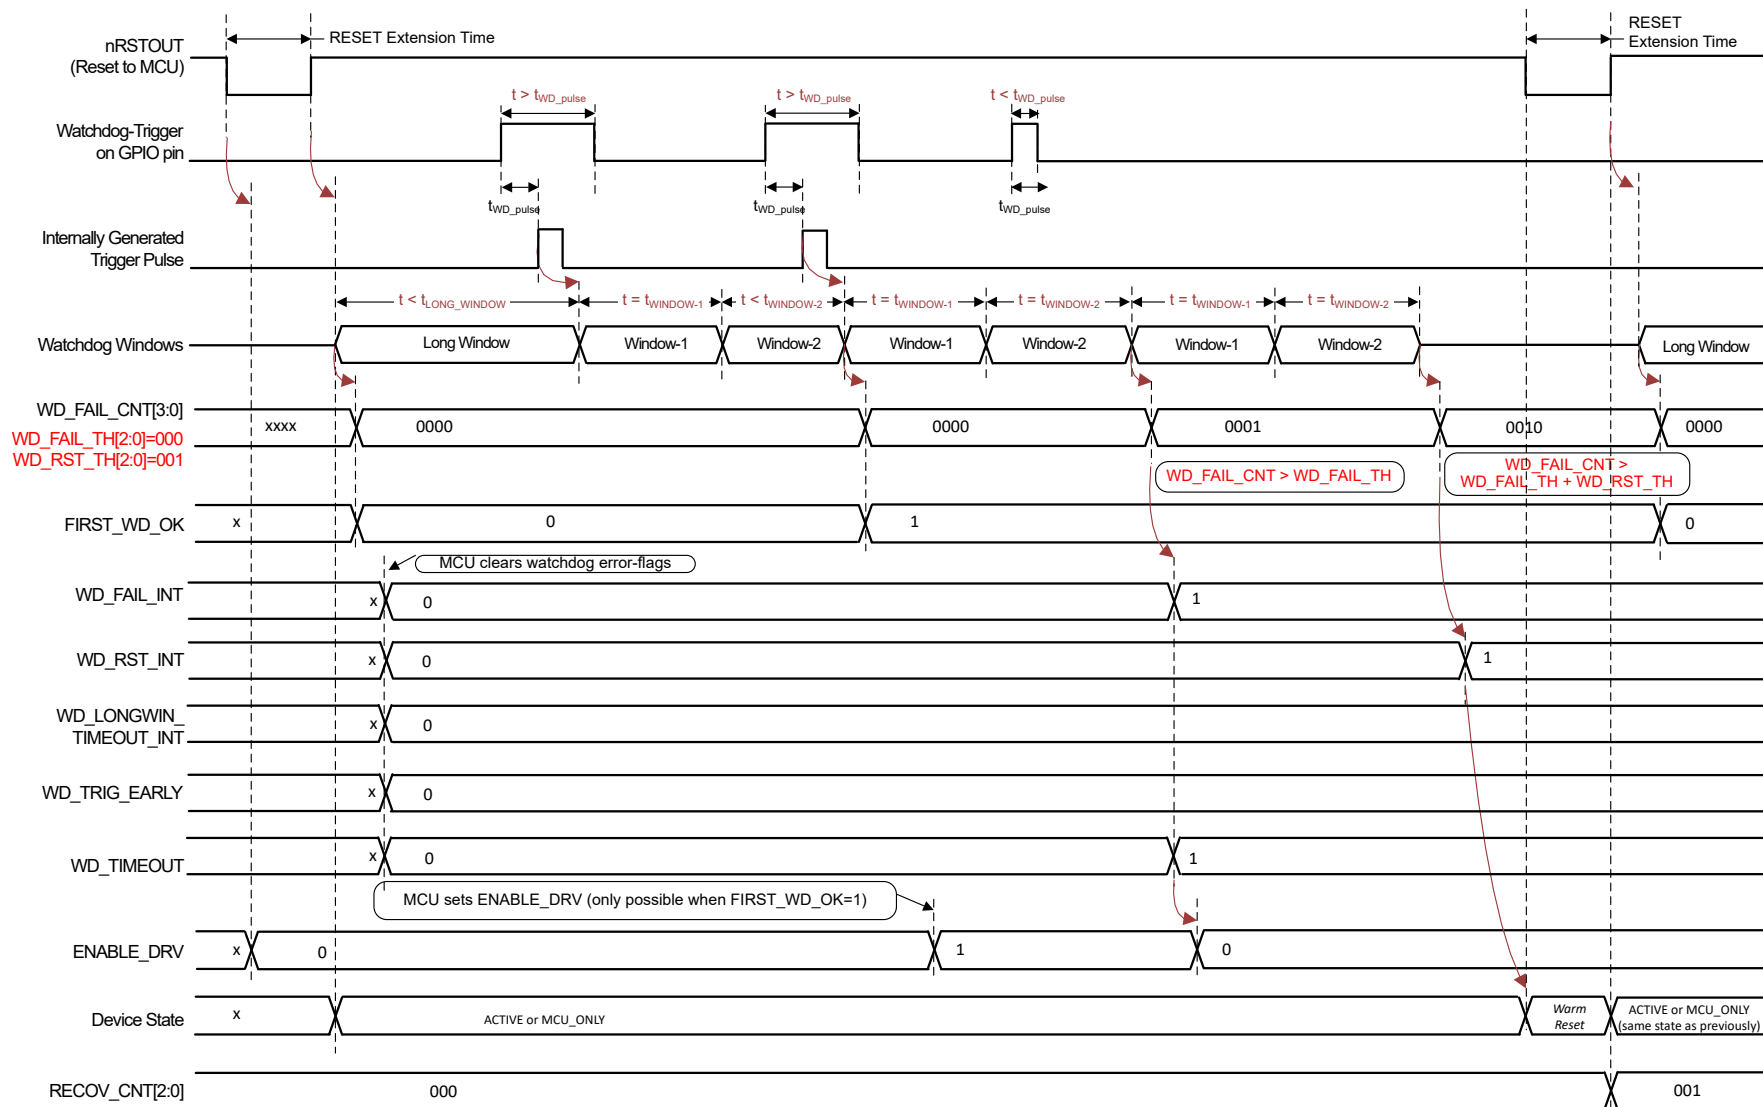 nRSTOUT
(Reset to MCU)
RESET Extension Time
RESET
Extension Time
t > tWD_pulse
t > tWD_pulse
t < tWD_pulse
Watchdog-Trigger
on GPIO pin
tWD_pulse
tWD_pulse
tWD_pulse
Internally Generated
Trigger Pulse
t < tLONG_WINDOW
t = tWINDOW-1
t < tWINDOW-2
t = tWINDOW-1
t = tWINDOW-2
t = tWINDOW-1
t = tWINDOW-2
Watchdog Windows
Long Window
Window-1
Window-2
Window-1
Window-2
Window-1
Window-2
Long Window
WD_FAIL_CNT[3:0]
WD_FAIL_TH[2:0]=000
WD_RST_TH[2:0]=001
xxxx
0000
0000
0001
0010
0000
WD_FAIL_CNT > WD_FAIL_TH
WD_FAIL_CNT >
WD_FAIL_TH + WD_RST_TH
FIRST_WD_OK
x
0
1
0
MCU clears watchdog error-flags
WD_FAIL_INT
x
0
1
WD_RST_INT
x
0
1
WD_LONGWIN_
TIMEOUT_INT
x
0
WD_TRIG_EARLY
x
0
WD_TIMEOUT
x
0
1
MCU sets ENABLE_DRV (only possible when FIRST_WD_OK=1)
ENABLE_DRV
x
0
1
0
Device State
x
ACTIVE or MCU_ONLY
Warm
Reset
ACTIVE or MCU_ONLY
(same state as previously)
RECOV_CNT[2:0]
000
001